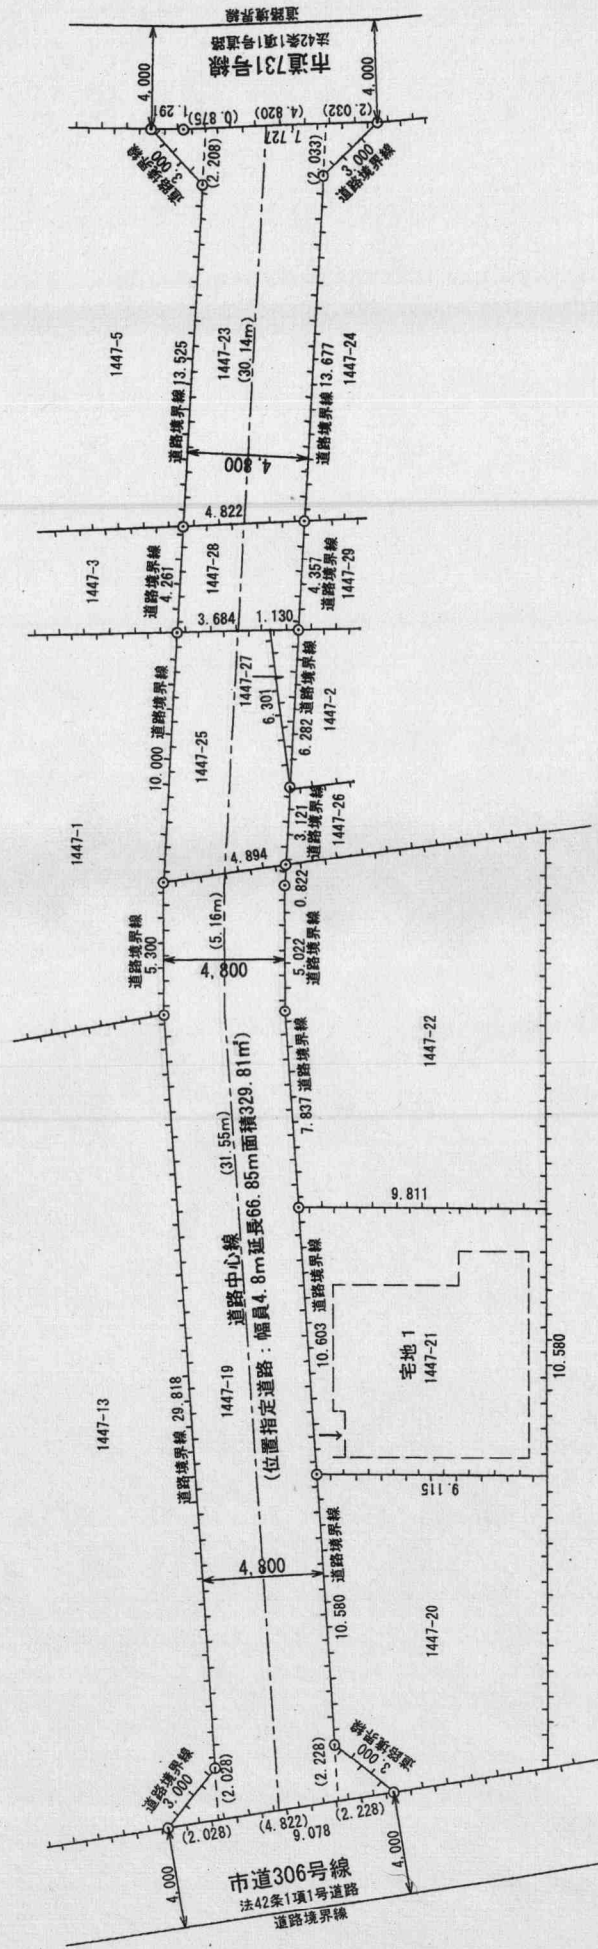 道路境界線
法42条1項1号道路
市道731号線
4,000
4,000
1.291
(0.875)
(4.820)
(2.032)
7.727
3.000
道路境界線
(2.208)
(2.033)
3.000
道路境界線
1447-5
道路境界線 13.525
1447-23
(30.14m)
道路境界線 13.677
1447-24
4,800
4.822
1447-3
道路境界線
4.261
1447-28
4.357
道路境界線
1447-29
3.684
1.130
1447-27
6.301
10.000 道路境界線
1447-25
6.282 道路境界線
1447-2
1447-1
3.121
道路境界線
1447-26
4.894
0.822
道路境界線
5.300
(5.16m)
4,800
5.022
道路境界線
1447-22
7.837 道路境界線
(31.55m)
道路中心線
(位置指定道路：幅員4.8m延長66.85m面積329.81㎡)
9.811
1447-13
道路境界線 29.818
1447-19
10.603 道路境界線
宅地 1
1447-21
10.580
9.115
4,800
10.580 道路境界線
1447-20
道路境界線
3.000
(2.028)
(2.228)
3.000
道路境界線
(2.028)
(4.822)
(2.228)
9.078
4,000
4,000
市道306号線
法42条1項1号道路
道路境界線